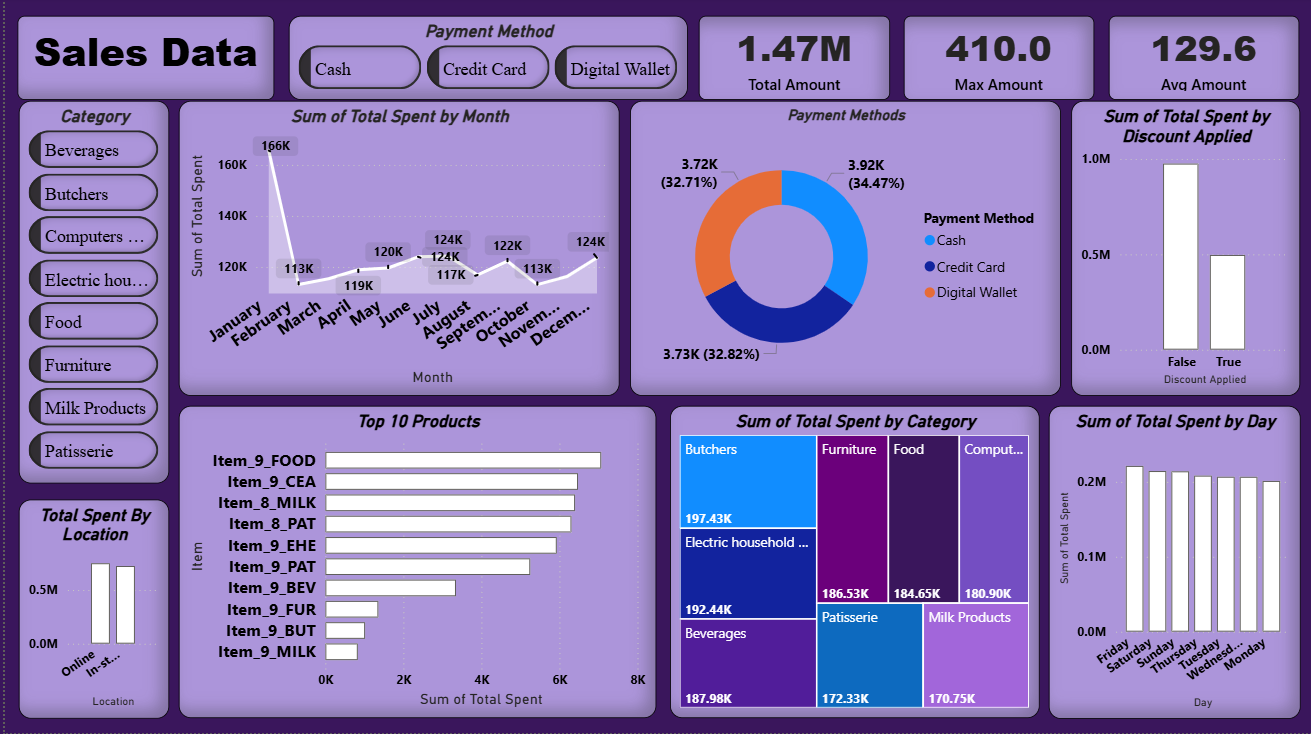 Sales Data
Payment Method
Cash
Credit Card
Digital Wallet
1.47M
Total Amount
410.0
Max Amount
129.6
Avg Amount
Category
Beverages
Butchers
Computers …
Electric hou…
Food
Furniture
Milk Products
Patisserie
Sum of Total Spent by Month
Sum of Total Spent
160K
140K
120K
166K
113K
119K
120K
124K
124K
117K
122K
113K
124K
January
February
March
April
May
June
July
August
Septem…
October
Novem…
Decem…
Month
Payment Methods
3.72K
(32.71%)
3.92K
(34.47%)
3.73K (32.82%)
Payment Method
Cash
Credit Card
Digital Wallet
Sum of Total Spent by
Discount Applied
1.0M
0.5M
0.0M
False
True
Discount Applied
Total Spent By
Location
0.5M
0.0M
Online
In-st…
Location
Top 10 Products
Item
Item_9_FOOD
Item_9_CEA
Item_8_MILK
Item_8_PAT
Item_9_EHE
Item_9_PAT
Item_9_BEV
Item_9_FUR
Item_9_BUT
Item_9_MILK
0K
2K
4K
6K
8K
Sum of Total Spent
Sum of Total Spent by Category
Butchers
197.43K
Electric household …
192.44K
Beverages
187.98K
Furniture
186.53K
Food
184.65K
Comput…
180.90K
Patisserie
172.33K
Milk Products
170.75K
Sum of Total Spent by Day
Sum of Total Spent
0.2M
0.1M
0.0M
Friday
Saturday
Sunday
Thursday
Tuesday
Wednesd…
Monday
Day